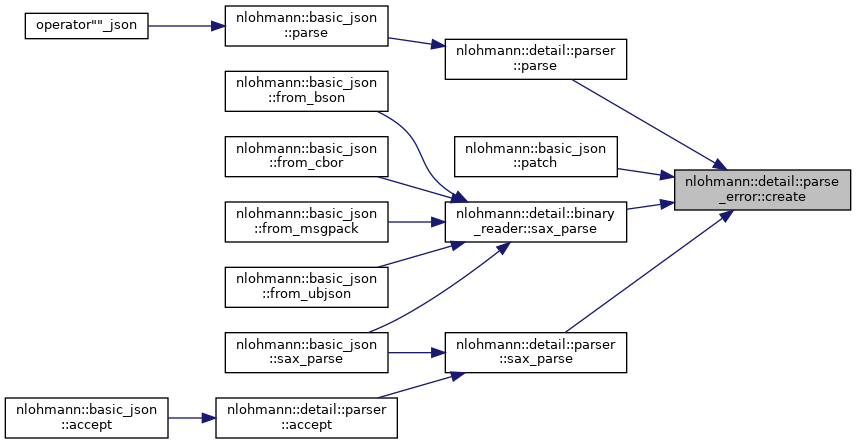 operator""_json
nlohmann::basic_json
::parse
nlohmann::detail::parser
::parse
nlohmann::basic_json
::from_bson
nlohmann::basic_json
::from_cbor
nlohmann::basic_json
::patch
nlohmann::detail::parse
_error::create
nlohmann::basic_json
::from_msgpack
nlohmann::detail::binary
_reader::sax_parse
nlohmann::basic_json
::from_ubjson
nlohmann::basic_json
::sax_parse
nlohmann::detail::parser
::sax_parse
nlohmann::basic_json
::accept
nlohmann::detail::parser
::accept